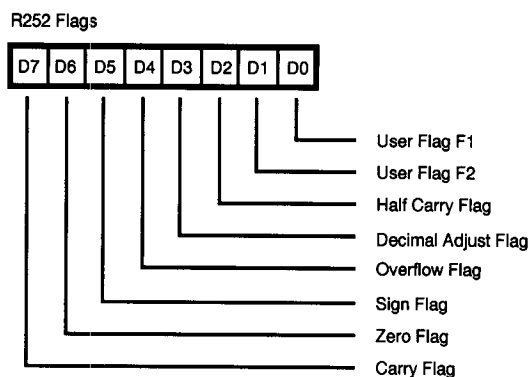 R252 Flags
D7 D6 D5 D4 D3 D2 D1 D0
User Flag F1
User Flag F2
Half Carry Flag
Decimal Adjust Flag
Overflow Flag
Sign Flag
Zero Flag
Carry Flag